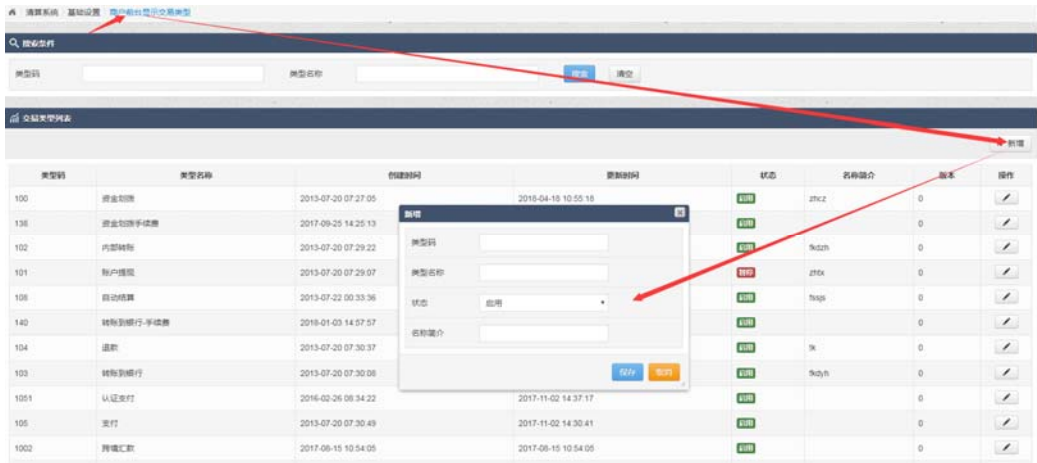 清算系统 基础设置 商户前台显示交易类型
搜索条件
类型码 类型名称 搜索 清空
交易类型列表
新增
类型码 类型名称 创建时间 更新时间 状态 名称简介 版本 操作
100 资金划拨 2013-07-20 07:27:05 2018-04-18 10:55:18 启用 zhcz 0
138 资金划拨手续费 2017-09-25 14:25:13 启用 0
102 内部转账 2013-07-20 07:29:22 启用 fkdzh 0
101 账户提现 2013-07-20 07:29:07 暂停 zhtx 0
108 自动结算 2013-07-22 00:33:36 启用 fssjs 0
140 转账到银行-手续费 2018-01-03 14:57:57 启用 0
104 退款 2013-07-20 07:30:37 启用 tk 0
103 转账到银行 2013-07-20 07:30:08 启用 fkdyh 0
1051 认证支付 2016-02-26 08:34:22 2017-11-02 14:37:17 启用 0
105 支付 2013-07-20 07:30:49 2017-11-02 14:30:41 启用 0
1002 跨境汇款 2017-08-15 10:54:05 2017-08-15 10:54:05 启用 0
新增
类型码
类型名称
状态 启用
名称简介
保存 取消